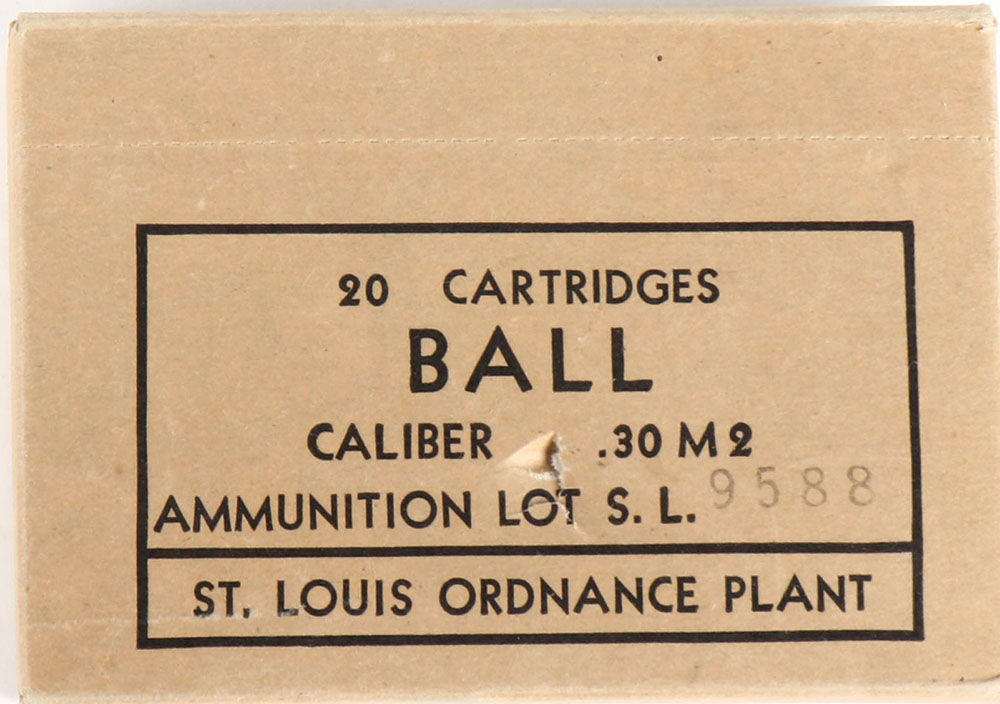 20 CARTRIDGES
BALL
CALIBER .30 M2
AMMUNITION LOT S. L. 9588
ST. LOUIS ORDNANCE PLANT